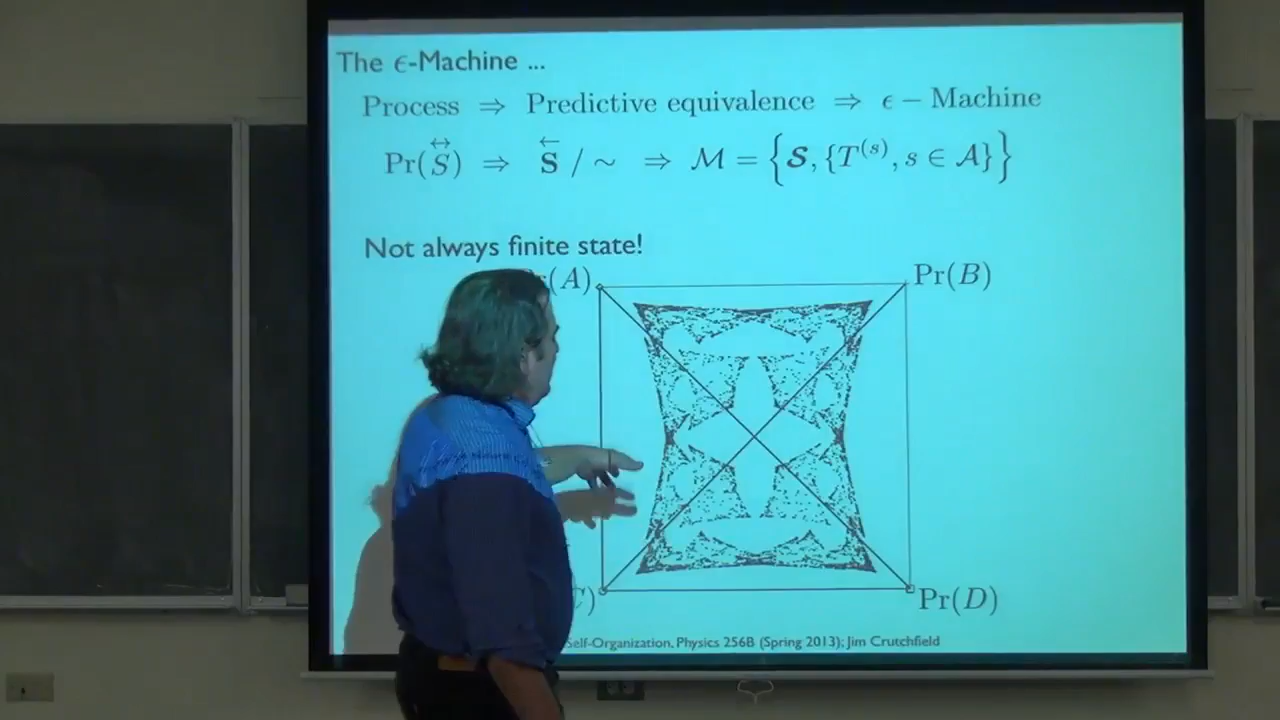 The ϵ-Machine ...
Process ⇒ Predictive equivalence ⇒ ϵ − Machine
Pr(S⃡) ⇒ S⃖ / ∼ ⇒ ℳ = {𝓢, {T^(s), s ∈ 𝒜}}
Not always finite state!
(A) Pr(B)
) Pr(D)
Self-Organization, Physics 256B (Spring 2013); Jim Crutchfield